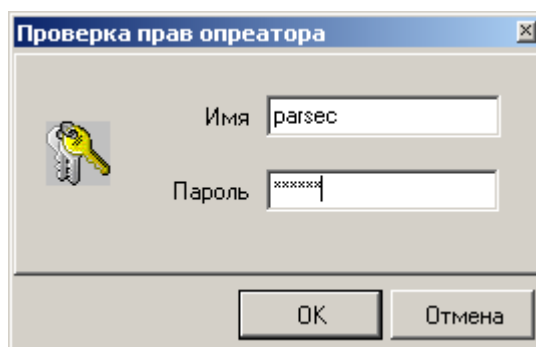 Проверка прав опреатора
Имя parsec
Пароль ******
OK Отмена